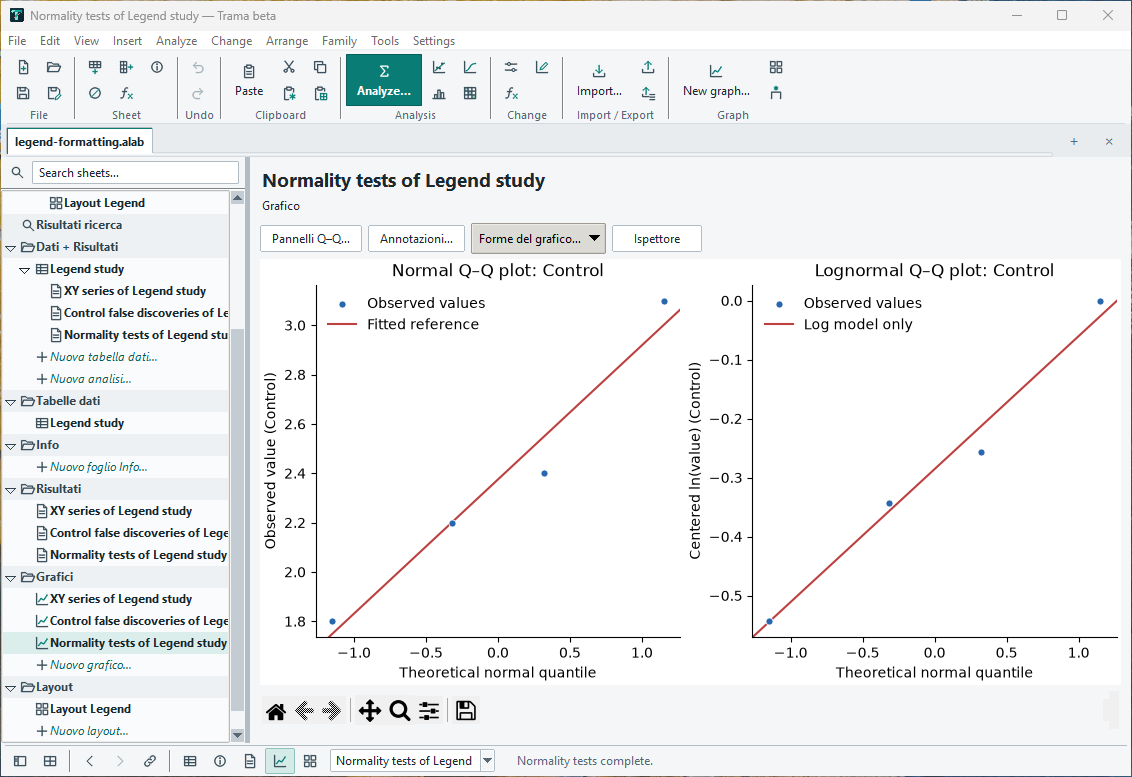 Normality tests of Legend study — Trama beta
File Edit View Insert Analyze Change Arrange Family Tools Settings
Paste Analyze... Import... New graph...
File Sheet Undo Clipboard Analysis Change Import / Export Graph
legend-formatting.alab
Search sheets...
Layout Legend
Risultati ricerca
Dati + Risultati
Legend study
XY series of Legend study
Control false discoveries of Le
Normality tests of Legend stu
Nuova tabella dati...
Nuova analisi...
Tabelle dati
Legend study
Info
Nuovo foglio Info...
Risultati
XY series of Legend study
Control false discoveries of Lege
Normality tests of Legend study
Grafici
XY series of Legend study
Control false discoveries of Lege
Normality tests of Legend study
Nuovo grafico...
Layout
Layout Legend
Nuovo layout...
Normality tests of Legend study
Grafico
Pannelli Q–Q... Annotazioni... Forme del grafico... Ispettore
Normal Q–Q plot: Control
Observed values
Fitted reference
Observed value (Control)
3.0
2.8
2.6
2.4
2.2
2.0
1.8
−1.0 −0.5 0.0 0.5 1.0
Theoretical normal quantile
Lognormal Q–Q plot: Control
Observed values
Log model only
Centered ln(value) (Control)
0.0
−0.1
−0.2
−0.3
−0.4
−0.5
−1.0 −0.5 0.0 0.5 1.0
Theoretical normal quantile
Normality tests of Legend
Normality tests complete.